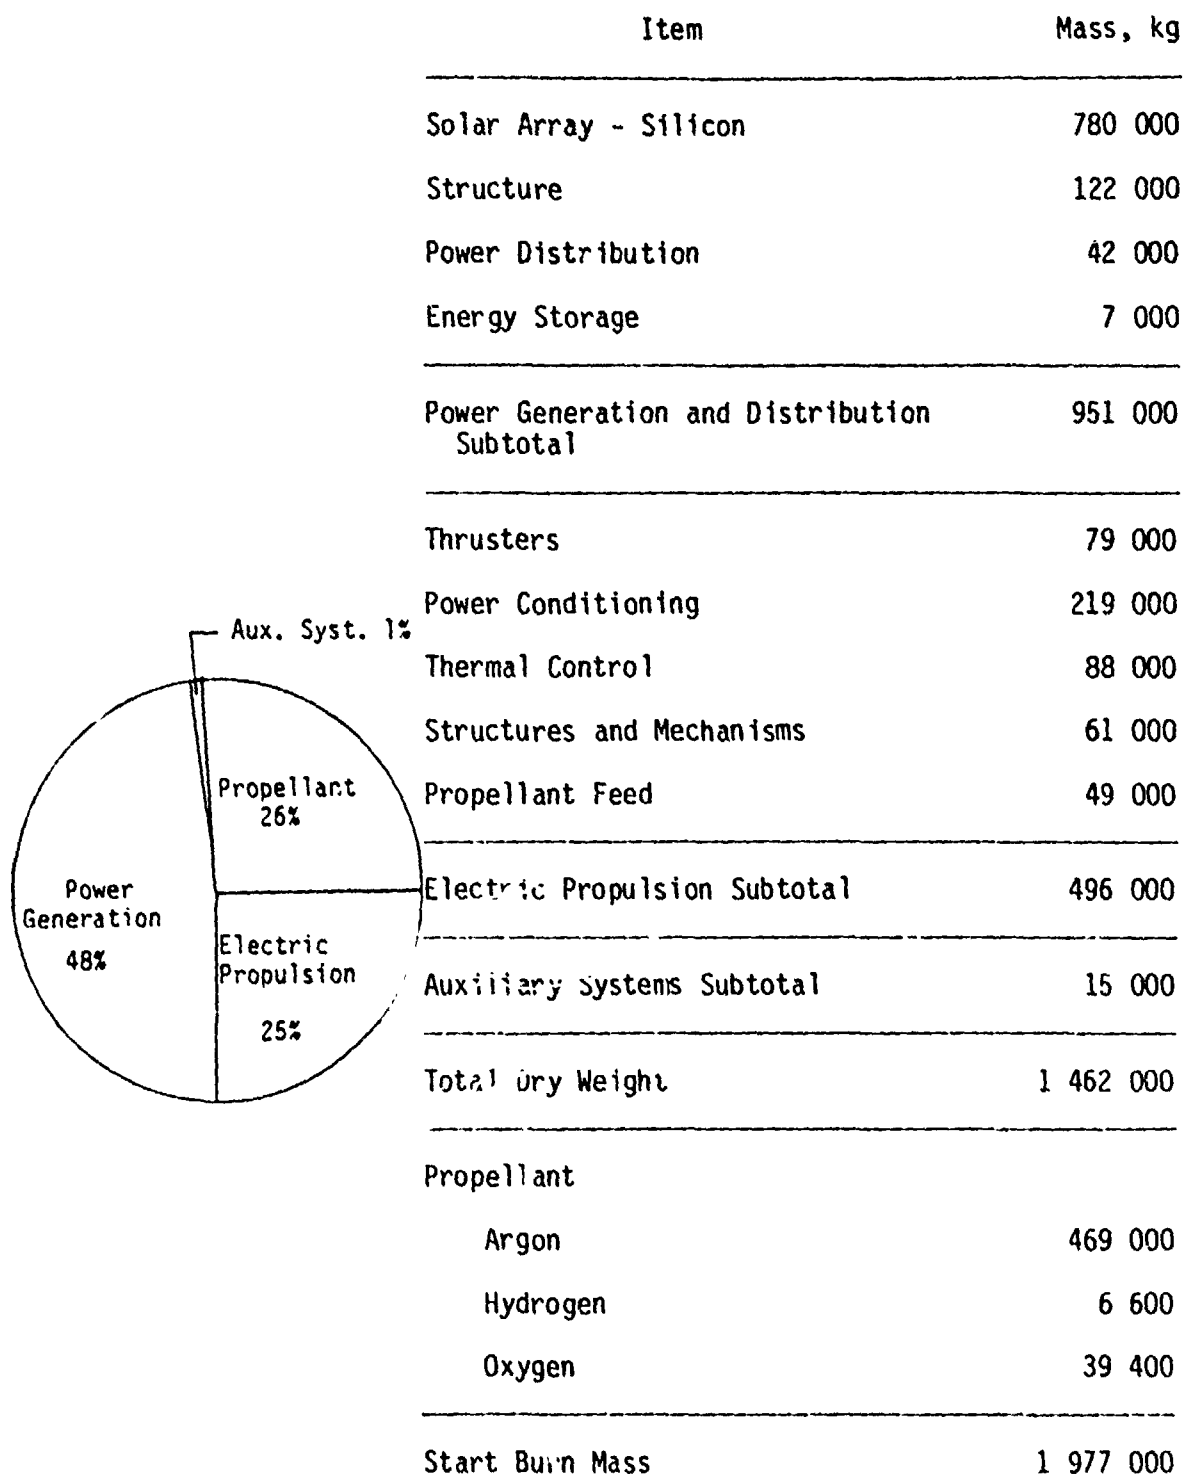 Item Mass, kg
Solar Array - Silicon 780 000
Structure 122 000
Power Distribution 42 000
Energy Storage 7 000
Power Generation and Distribution 951 000
Subtotal
Thrusters 79 000
Power Conditioning 219 000
Thermal Control 88 000
Structures and Mechanisms 61 000
Propellant Feed 49 000
Electric Propulsion Subtotal 496 000
Auxiliary Systems Subtotal 15 000
Total Dry Weight 1 462 000
Propellant
Argon 469 000
Hydrogen 6 600
Oxygen 39 400
Start Burn Mass 1 977 000
Aux. Syst. 1%
Propellant
26%
Power
Generation
48%
Electric
Propulsion
25%